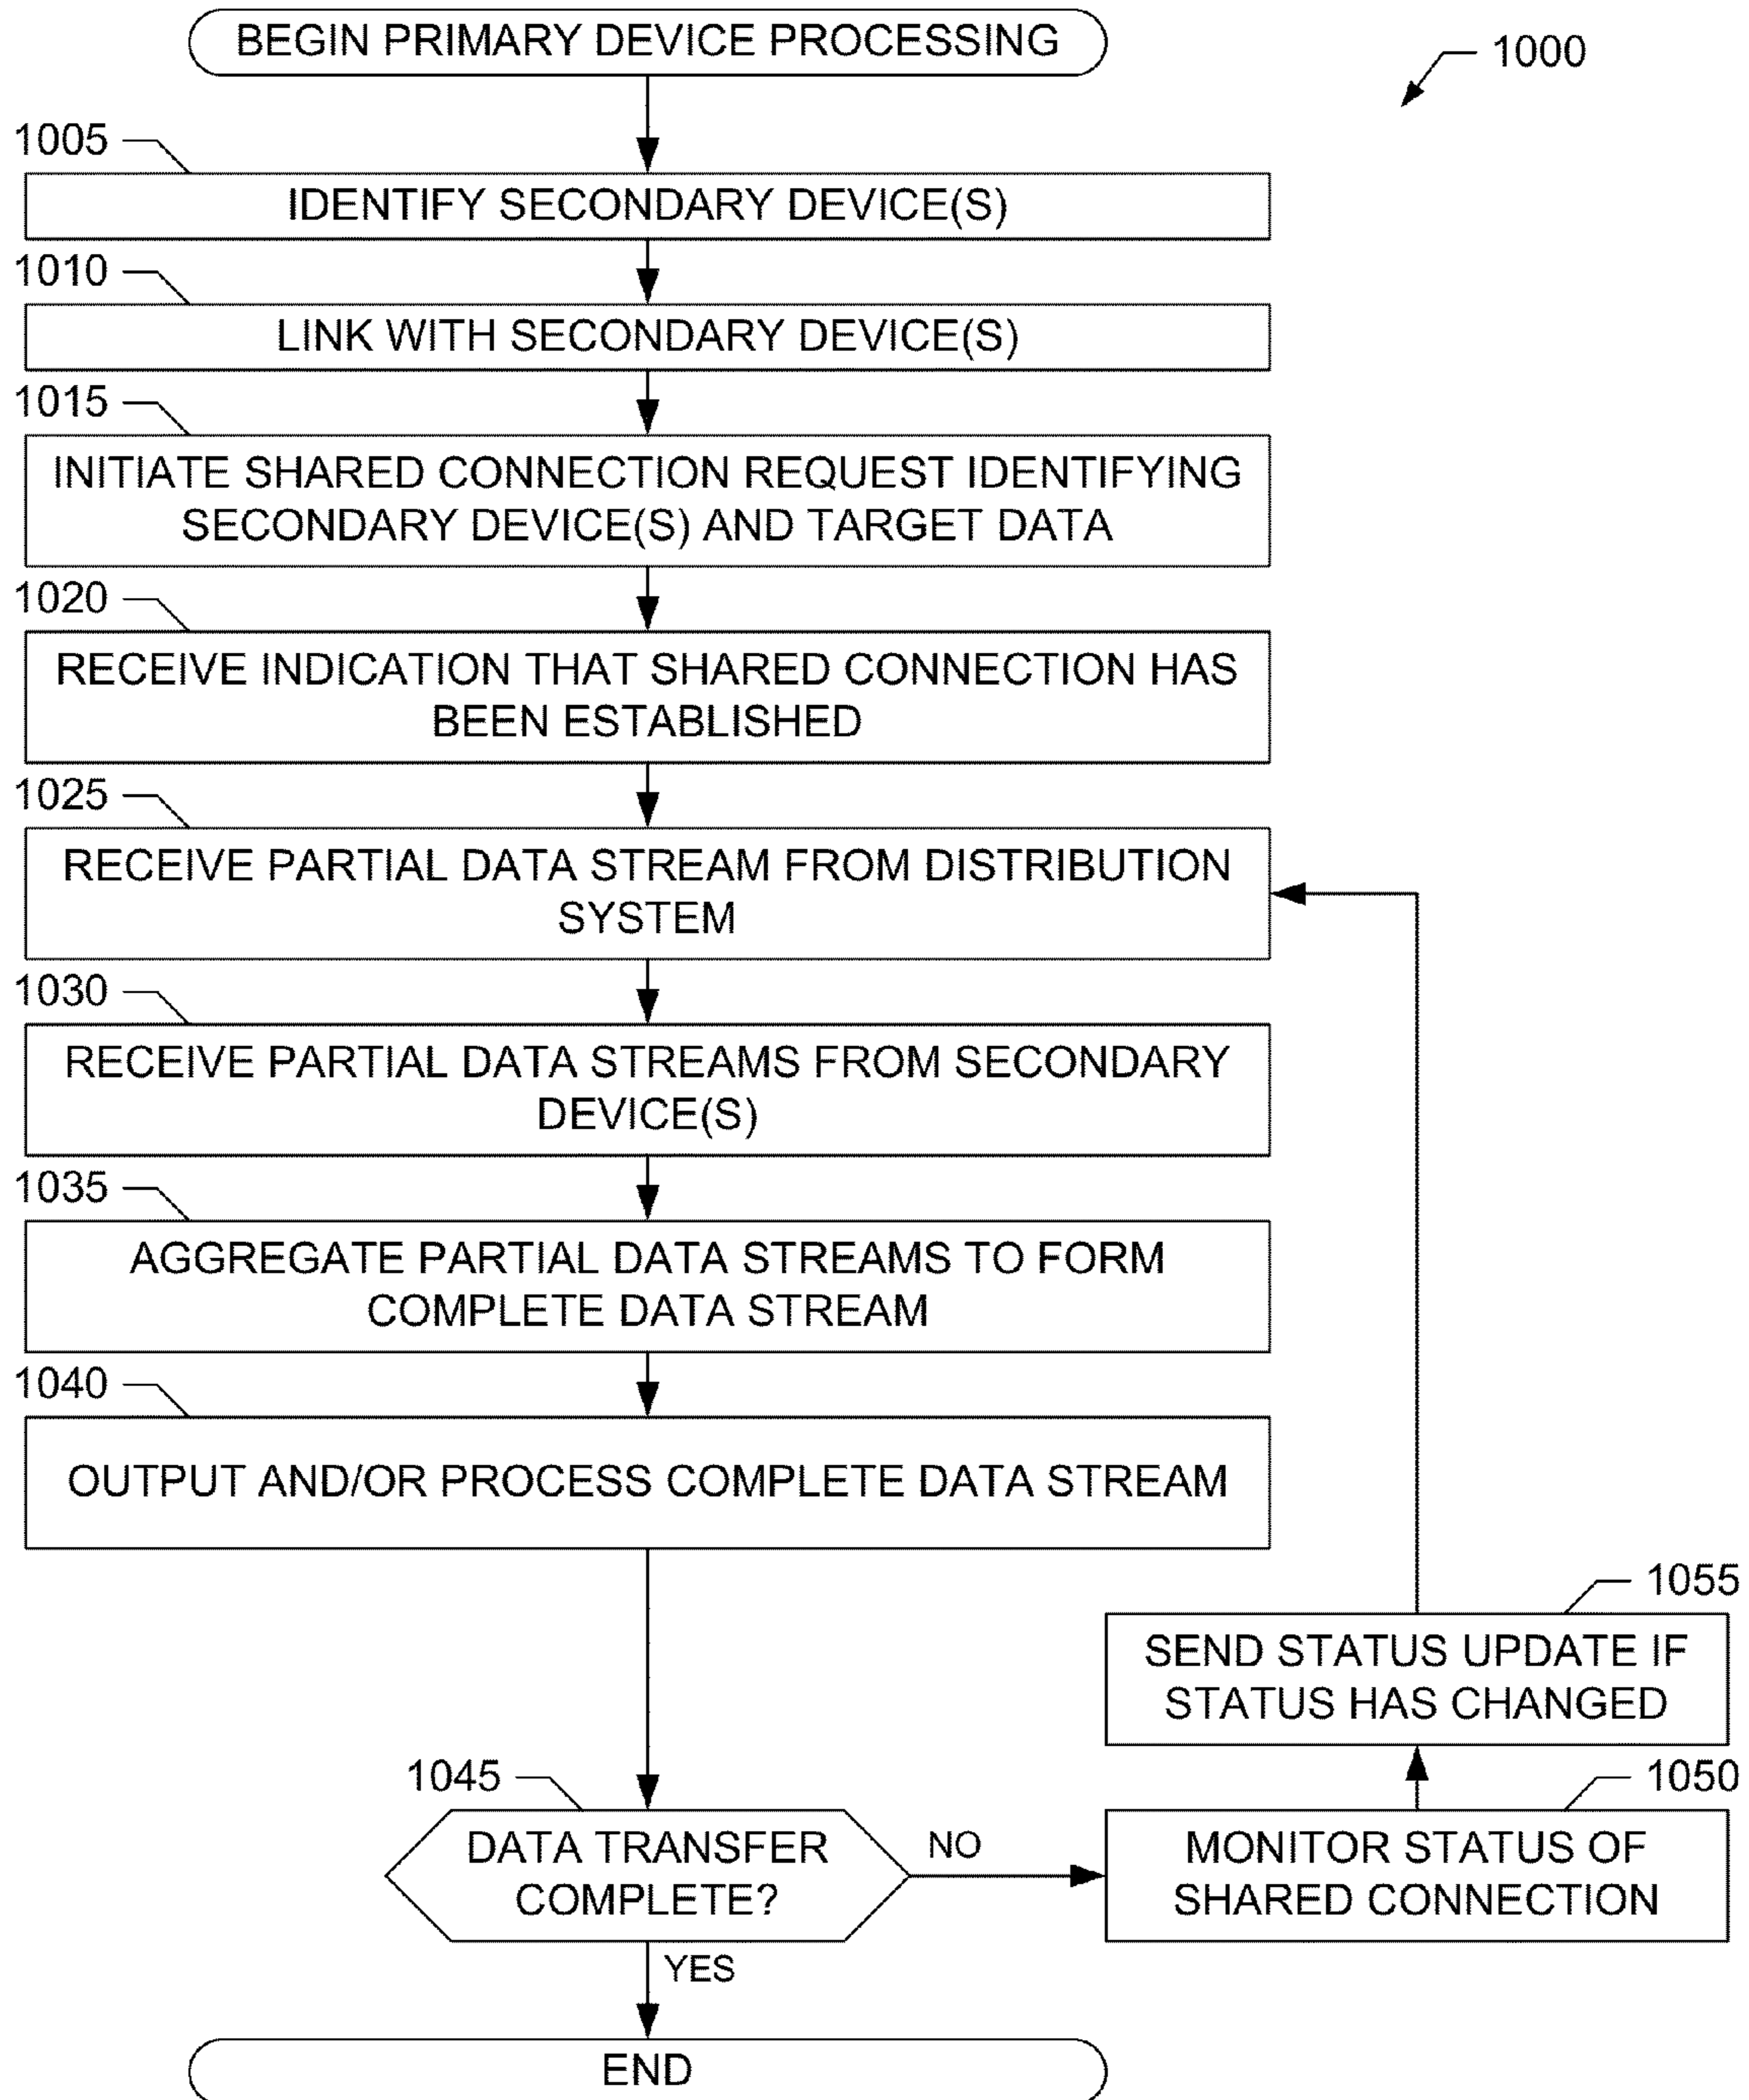 BEGIN PRIMARY DEVICE PROCESSING
1000
1005
IDENTIFY SECONDARY DEVICE(S)
1010
LINK WITH SECONDARY DEVICE(S)
1015
INITIATE SHARED CONNECTION REQUEST IDENTIFYING
SECONDARY DEVICE(S) AND TARGET DATA
1020
RECEIVE INDICATION THAT SHARED CONNECTION HAS
BEEN ESTABLISHED
1025
RECEIVE PARTIAL DATA STREAM FROM DISTRIBUTION
SYSTEM
1030
RECEIVE PARTIAL DATA STREAMS FROM SECONDARY
DEVICE(S)
1035
AGGREGATE PARTIAL DATA STREAMS TO FORM
COMPLETE DATA STREAM
1040
OUTPUT AND/OR PROCESS COMPLETE DATA STREAM
1055
SEND STATUS UPDATE IF
STATUS HAS CHANGED
1045
DATA TRANSFER
COMPLETE?
NO
1050
MONITOR STATUS OF
SHARED CONNECTION
YES
END